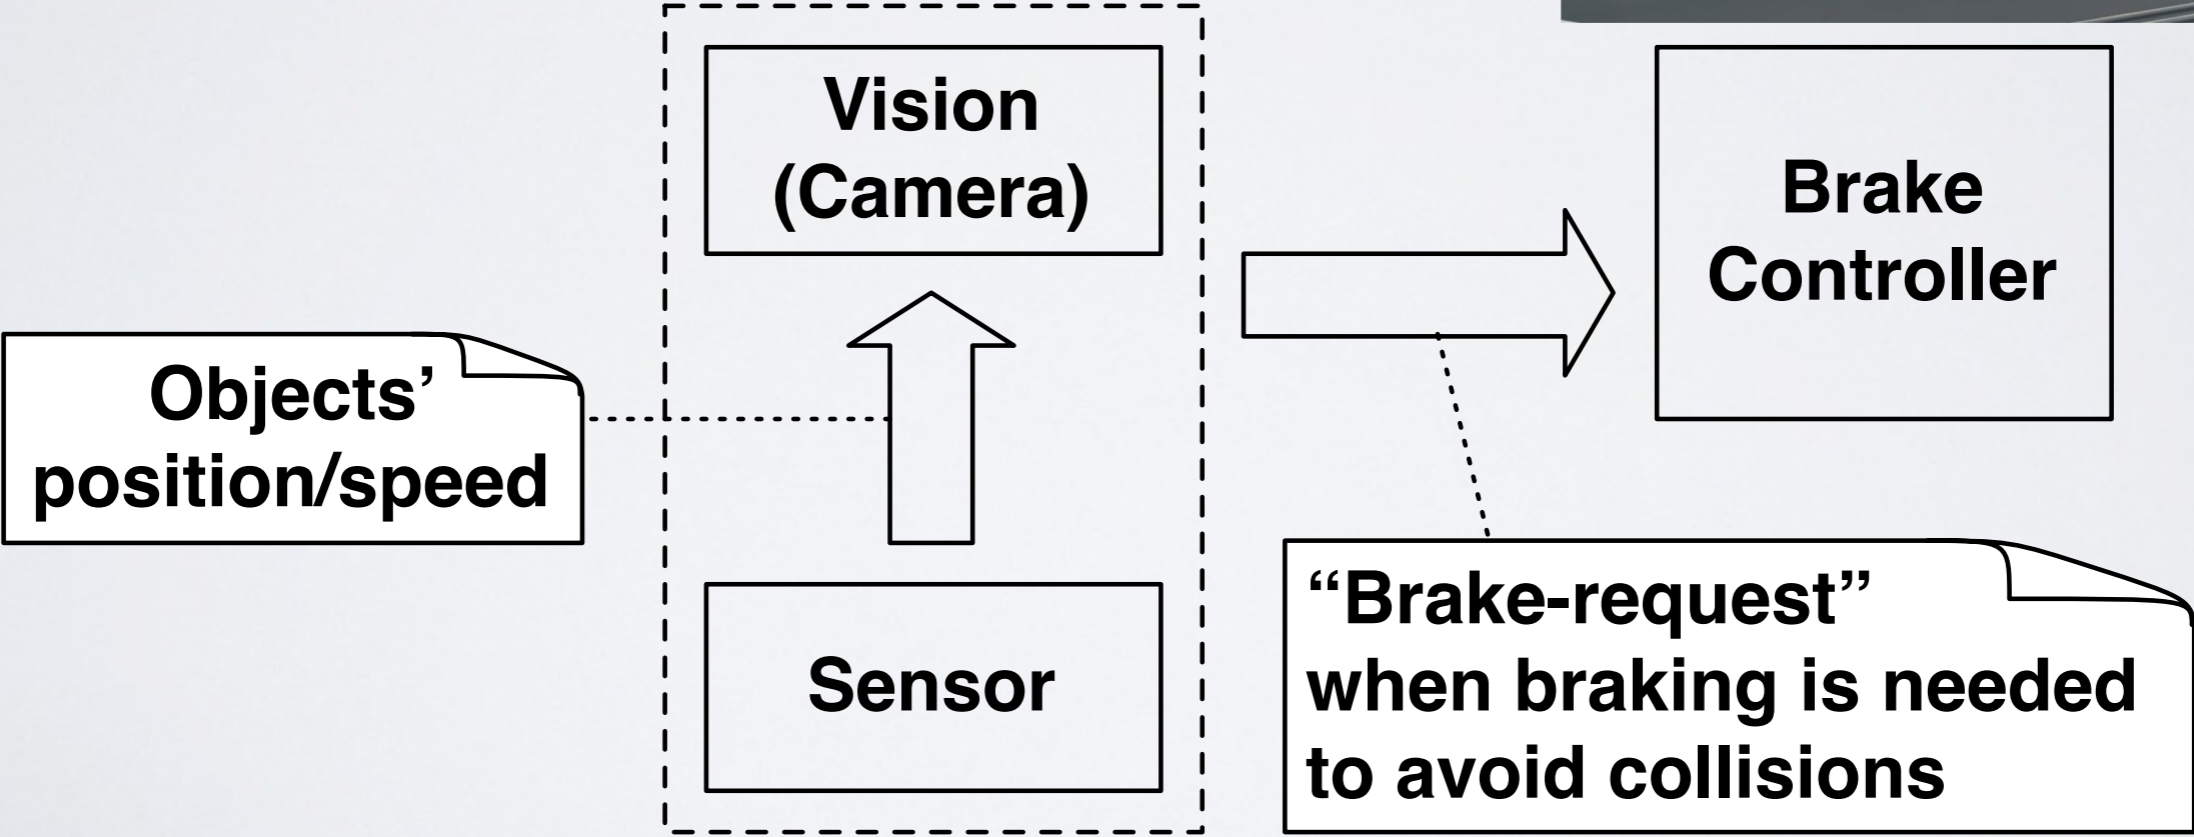 Vision
(Camera)
Brake
Controller
Objects’
position/speed
Sensor
“Brake-request”
when braking is needed
to avoid collisions